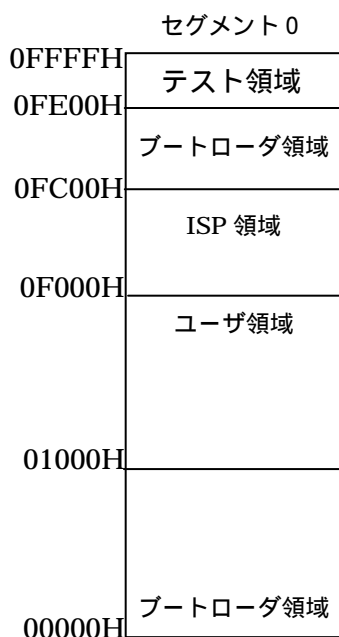 セグメント 0
0FFFFH
テスト領域
0FE00H
ブートローダ領域
0FC00H
ISP 領域
0F000H
ユーザ領域
01000H
ブートローダ領域
00000H